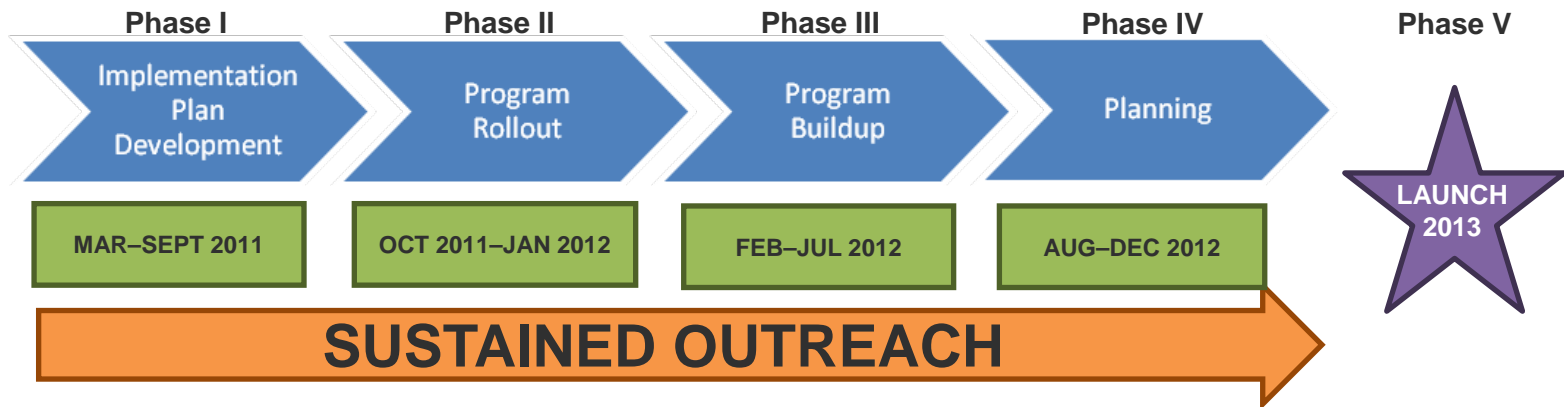 Phase I
Phase II
Phase III
Phase IV
Phase V
Implementation
Plan
Development
Program
Rollout
Program
Buildup
Planning
LAUNCH
2013
MAR–SEPT 2011
OCT 2011–JAN 2012
FEB–JUL 2012
AUG–DEC 2012
SUSTAINED OUTREACH